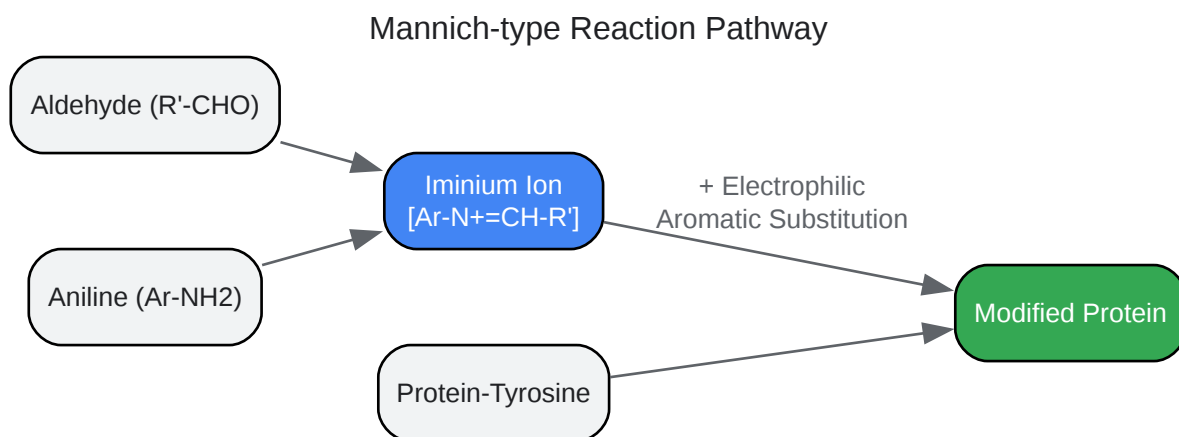 Mannich-type Reaction Pathway
Aldehyde (R'-CHO)
Iminium Ion
[Ar-N+=CH-R']
+ Electrophilic
Aromatic Substitution
Aniline (Ar-NH2)
Modified Protein
Protein-Tyrosine